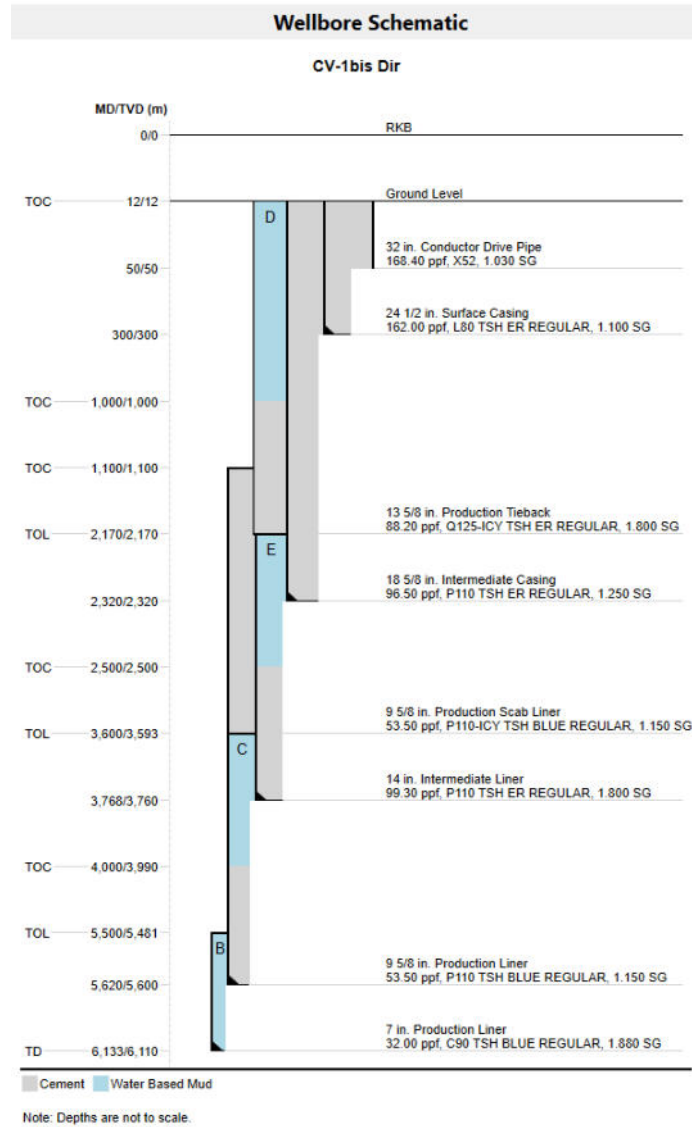 Wellbore Schematic
CV-1bis Dir
MD/TVD (m)
0/0
RKB
TOC
12/12
Ground Level
D
32 in. Conductor Drive Pipe
168.40 ppf, X52, 1.030 SG
50/50
24 1/2 in. Surface Casing
162.00 ppf, L80 TSH ER REGULAR, 1.100 SG
300/300
TOC
1,000/1,000
TOC
1,100/1,100
13 5/8 in. Production Tieback
88.20 ppf, Q125-ICY TSH ER REGULAR, 1.800 SG
TOL
2,170/2,170
E
18 5/8 in. Intermediate Casing
96.50 ppf, P110 TSH ER REGULAR, 1.250 SG
2,320/2,320
TOC
2,500/2,500
9 5/8 in. Production Scab Liner
53.50 ppf, P110-ICY TSH BLUE REGULAR, 1.150 SG
TOL
3,600/3,593
C
14 in. Intermediate Liner
99.30 ppf, P110 TSH ER REGULAR, 1.800 SG
3,768/3,760
TOC
4,000/3,990
TOL
5,500/5,481
B
9 5/8 in. Production Liner
53.50 ppf, P110 TSH BLUE REGULAR, 1.150 SG
5,620/5,600
7 in. Production Liner
32.00 ppf, C90 TSH BLUE REGULAR, 1.880 SG
TD
6,133/6,110
Cement
Water Based Mud
Note: Depths are not to scale.